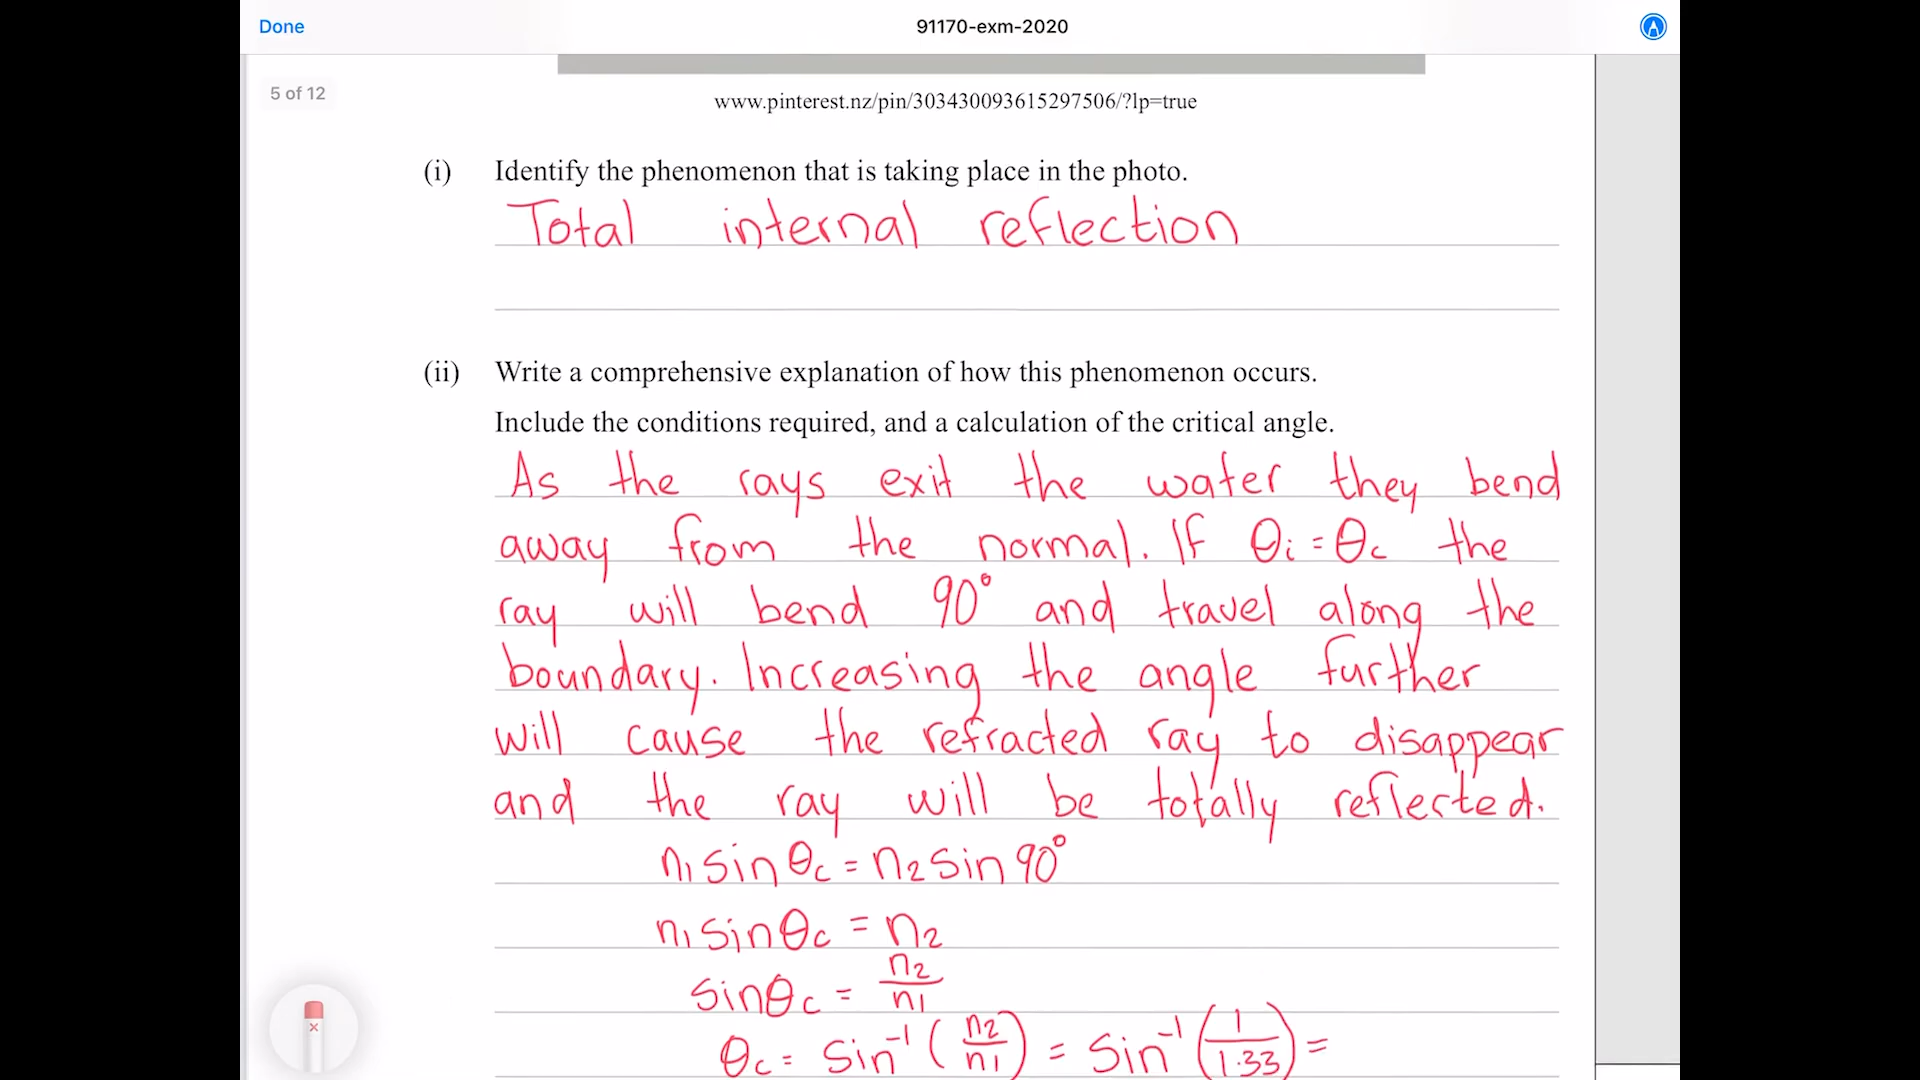 Done
91170-exm-2020
5 of 12
www.pinterest.nz/pin/303430093615297506/?lp=true
(i) Identify the phenomenon that is taking place in the photo.
Total internal reflection
(ii) Write a comprehensive explanation of how this phenomenon occurs.
Include the conditions required, and a calculation of the critical angle.
As the rays exit the water they bend
away from the normal. If θi = θc the
ray will bend 90° and travel along the
boundary. Increasing the angle further
will cause the refracted ray to disappear
and the ray will be totally reflected.
n1 sin θc = n2 sin 90°
n1 sin θc = n2
sin θc = n2/n1
θc = sin⁻¹ (n2/n1) = sin⁻¹ (1/1.33) =